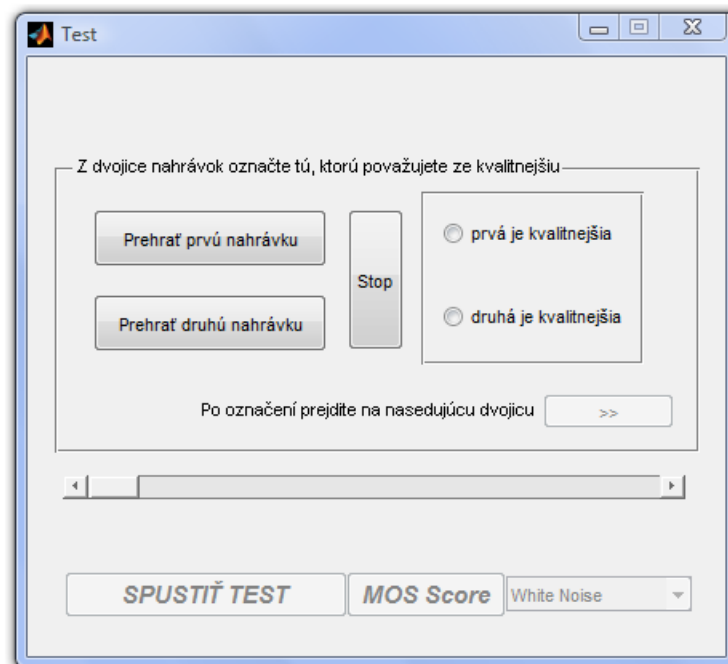 Test
Z dvojice nahrávok označte tú, ktorú považujete ze kvalitnejšiu
Prehrať prvú nahrávku
Stop
prvá je kvalitnejšia
Prehrať druhú nahrávku
druhá je kvalitnejšia
Po označení prejdite na nasedujúcu dvojicu
>>
SPUSTIŤ TEST
MOS Score
White Noise